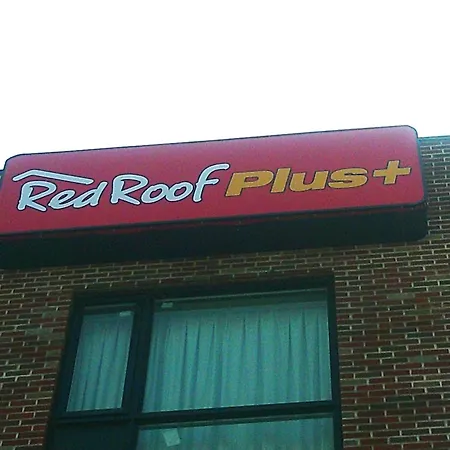 Red Roof PLUS+